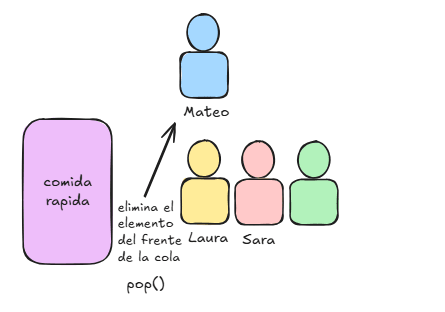 Mateo
comida
rapida
elimina el
elemento
del frente
de la cola
Laura
Sara
pop()